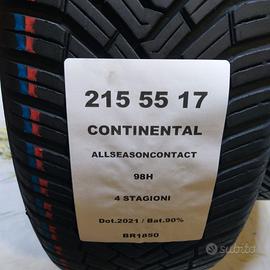 215 55 17
CONTINENTAL
ALLSEASONCONTACT
98H
4 STAGIONI
Dot.2021 / Bat.90%
BR1850
subito